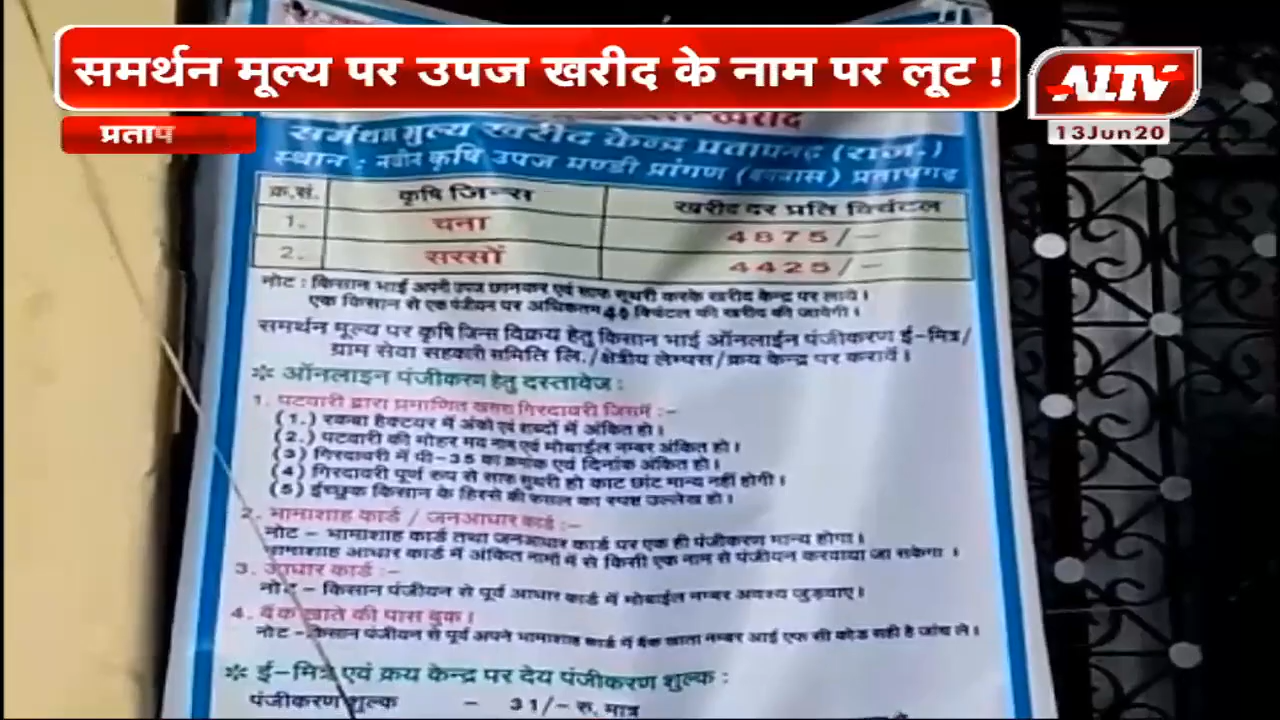 समर्थन मूल्य पर उपज खरीद के नाम पर लूट !
ALTV
13Jun20
प्रताप
खरीद
समर्थन मुल्य खरीद केन्द्र प्रतापगढ़ (राज.)
स्थान : नवीन कृषि उपज मण्डी प्रांगण प्रतापगढ़
क्र.सं. कृषि जिन्स खरीद दर प्रति क्विंटल
1. चना 4875/-
2. सरसों 4425/-
नोट : किसान भाई अपनी उपज छानकर एवं साफ सुथरी करके खरीद केन्द्र पर लावे।
एक किसान से एक पंजीयन पर अधिकतम 40 क्विंटल की खरीद की जायेगी।
समर्थन मूल्य पर कृषि जिन्स विक्रय हेतु किसान भाई ऑनलाईन पंजीकरण ई-मित्र/
ग्राम सेवा सहकारी समिति लि./क्षेत्रीय लेम्पस/क्रय केन्द्र पर करावें।
* ऑनलाइन पंजीकरण हेतु दस्तावेज :
1. पटवारी द्वारा प्रमाणित खसरा गिरदावरी जिसमें :-
(1.) रकबा हैक्टयर में अंको एवं शब्दों में अंकित हो।
(2.) पटवारी की मोहर मय नाम एवं मोबाईल नम्बर अंकित हो।
(3) गिरदावरी में पी-35 का क्रमांक एवं दिनांक अंकित हो।
(4) गिरदावरी पूर्ण रूप से साफ सुथरी हो काट छांट मान्य नहीं होगी।
(5) ईच्छुक किसान के हिस्से की फसल का स्पष्ट उल्लेख हो।
2. भामाशाह कार्ड / जनआधार कार्ड :-
नोट - भामाशाह कार्ड तथा जनआधार कार्ड पर एक ही पंजीकरण मान्य होगा।
भामाशाह आधार कार्ड में अंकित नामों में से किसी एक नाम से पंजीयन करवाया जा सकेगा ।
3. आधार कार्ड :-
नोट - किसान पंजीयन से पूर्व आधार कार्ड में मोबाईल नम्बर अवश्य जुड़वाए।
4. बैंक खाते की पास बुक।
नोट - किसान पंजीयन से पूर्व अपने भामाशाह कार्ड में बैंक खाता नम्बर आई एफ सी कोड सही है जांच ले।
* ई-मित्र एवं क्रय केन्द्र पर देय पंजीकरण शुल्क :
पंजीकरण शुल्क - 31/- रु. मात्र